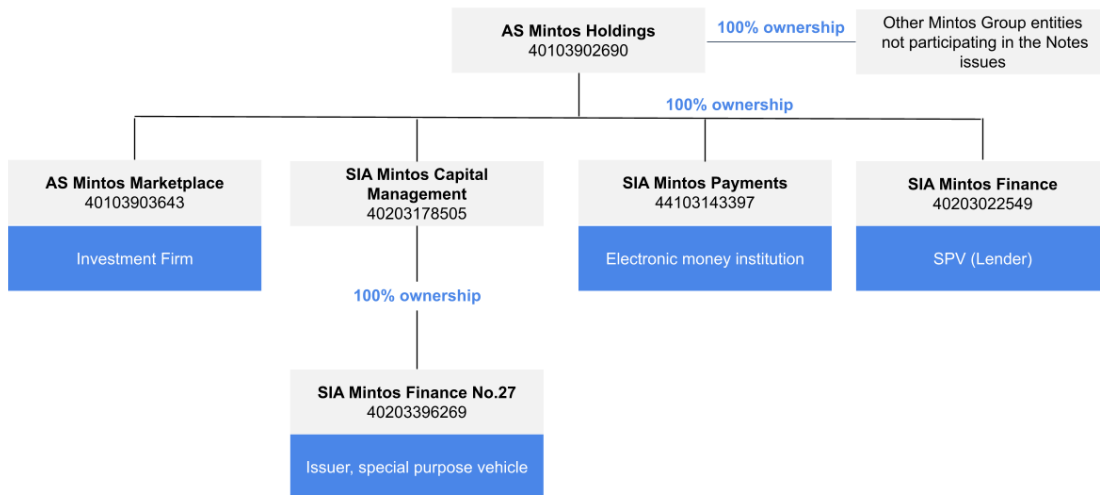 AS Mintos Holdings
40103902690
100% ownership
Other Mintos Group entities
not participating in the Notes
issues
100% ownership
AS Mintos Marketplace
40103903643
Investment Firm
SIA Mintos Capital
Management
40203178505
SIA Mintos Payments
44103143397
Electronic money institution
SIA Mintos Finance
40203022549
SPV (Lender)
100% ownership
SIA Mintos Finance No.27
40203396269
Issuer, special purpose vehicle